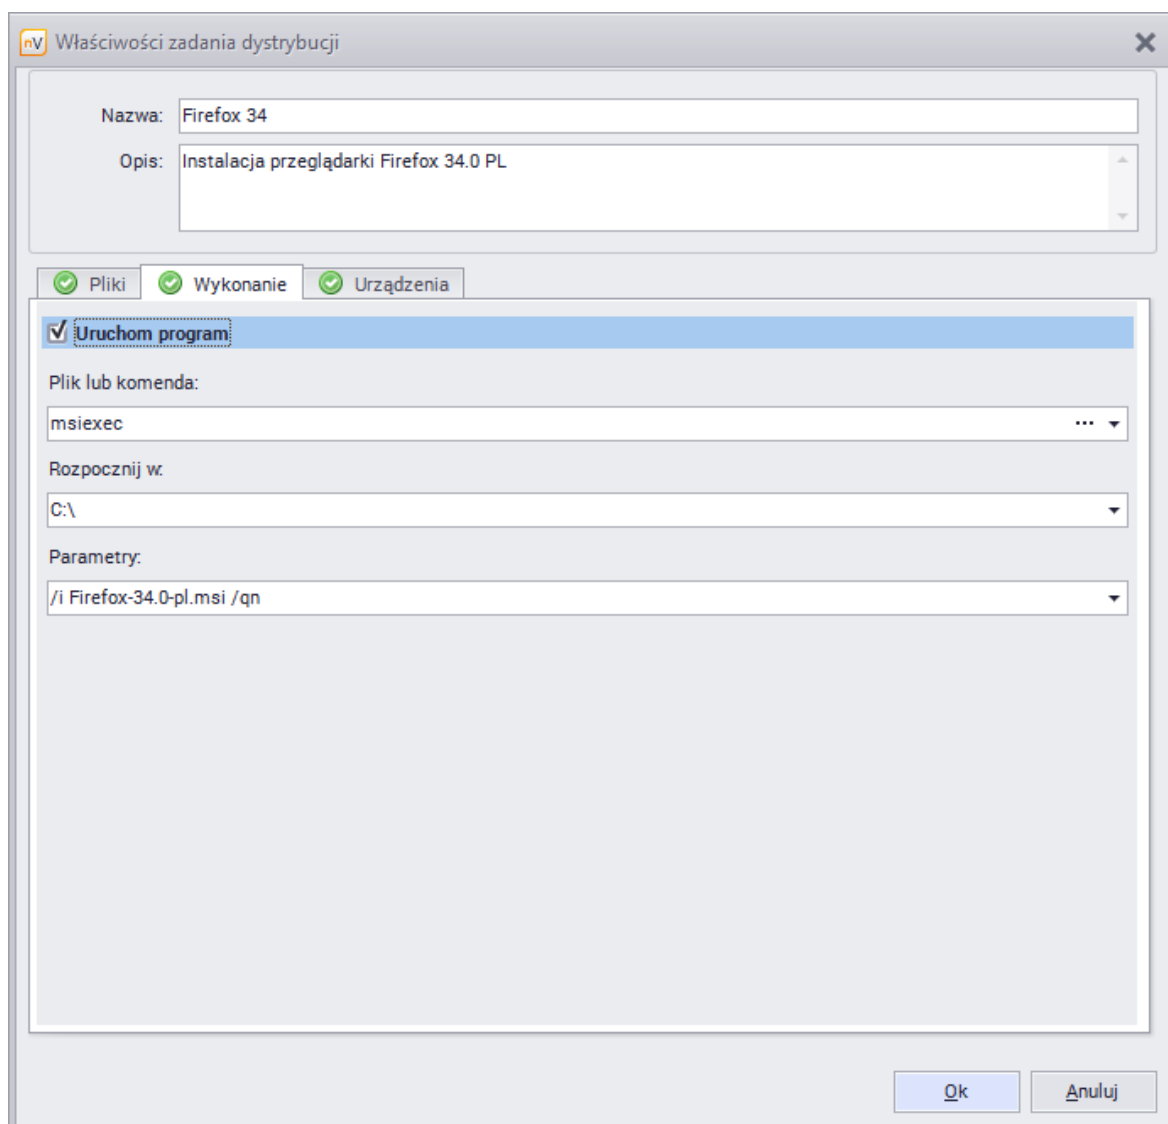 nV Właściwości zadania dystrybucji
Nazwa: Firefox 34
Opis: Instalacja przeglądarki Firefox 34.0 PL
Pliki Wykonanie Urządzenia
Uruchom program
Plik lub komenda:
msiexec ...
Rozpocznij w:
C:\
Parametry:
/i Firefox-34.0-pl.msi /qn
Ok Anuluj